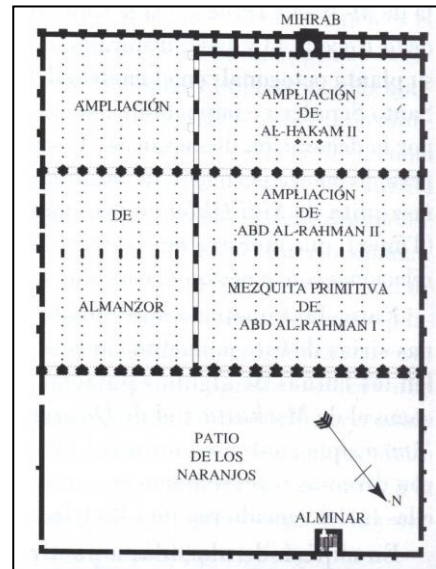 MIHRAB
AMPLIACIÓN
AMPLIACIÓN
DE
AL-HAKAM II
DE
AMPLIACIÓN
DE
ABD AL-RAHMAN II
ALMANZOR
MEZQUITA PRIMITIVA
DE
ABD AL-RAHMAN I
PATIO
DE LOS
NARANJOS
N
ALMINAR